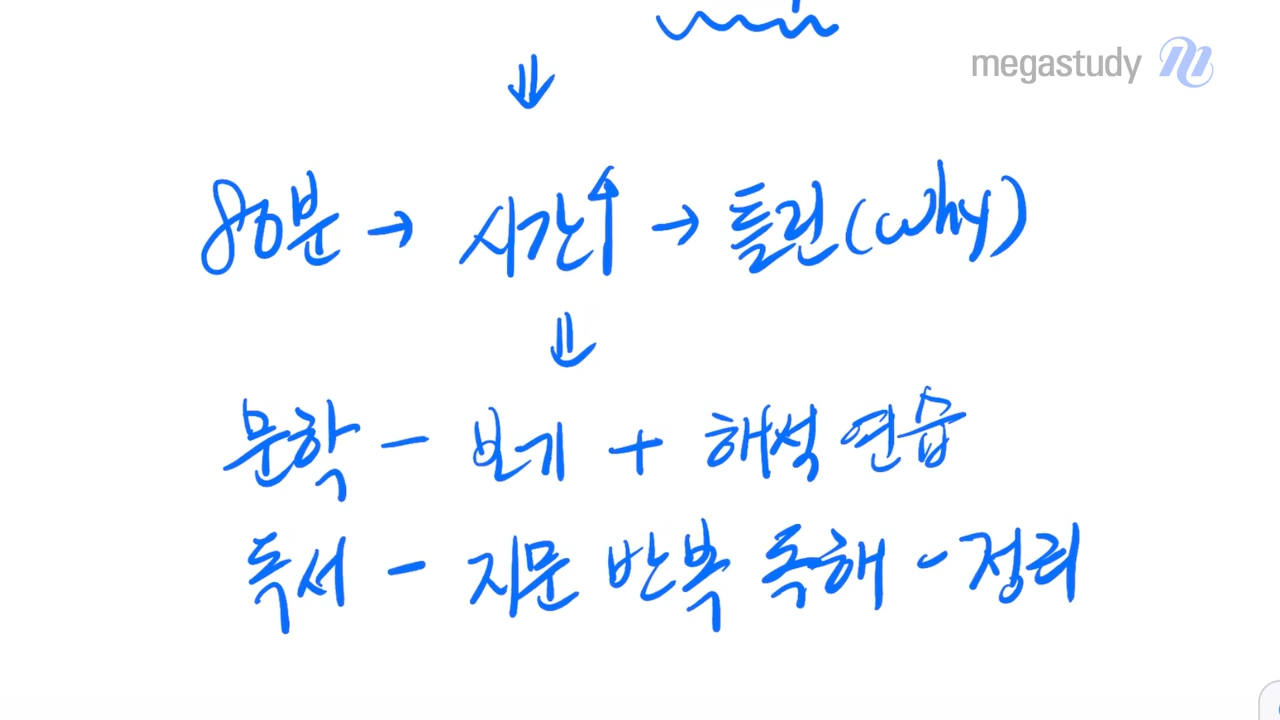 megastudy
⇓
80분 → 시간↑ → 틀린(why)
⇓
문학 - 보기 + 해석 연습
독서 - 지문 반복 독해 - 정리